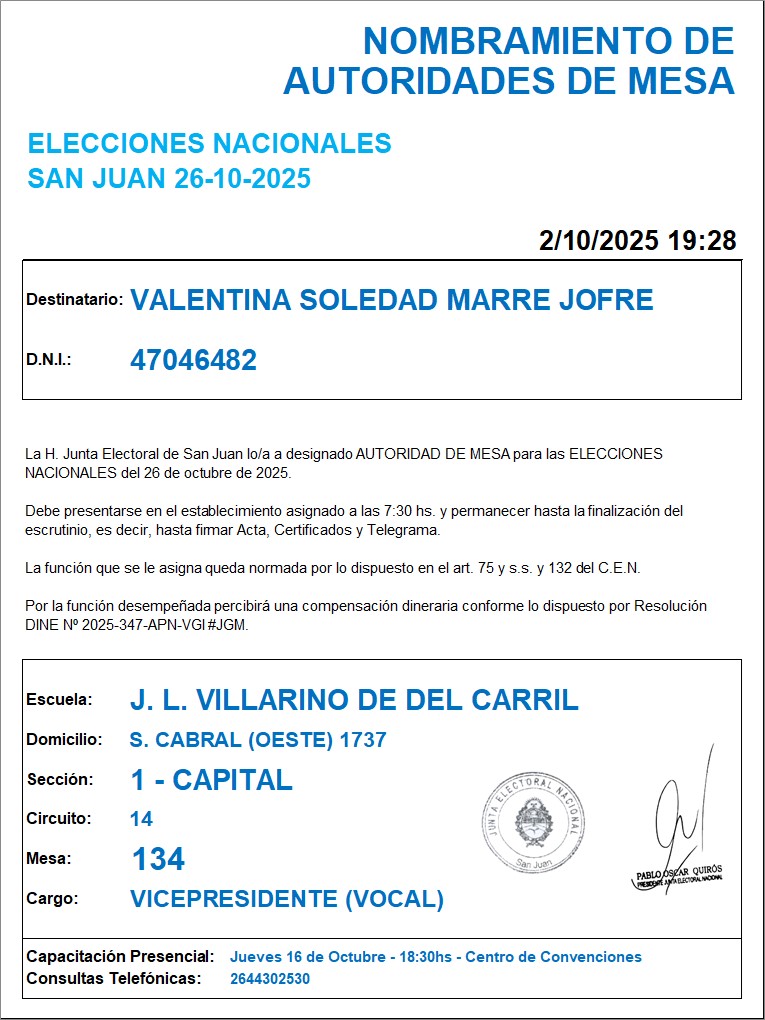 NOMBRAMIENTO DE
AUTORIDADES DE MESA
ELECCIONES NACIONALES
SAN JUAN 26-10-2025
2/10/2025 19:28
Destinatario: VALENTINA SOLEDAD MARRE JOFRE
D.N.I.: 47046482
La H. Junta Electoral de San Juan lo/a a designado AUTORIDAD DE MESA para las ELECCIONES
NACIONALES del 26 de octubre de 2025.
Debe presentarse en el establecimiento asignado a las 7:30 hs. y permanecer hasta la finalización del
escrutinio, es decir, hasta firmar Acta, Certificados y Telegrama.
La función que se le asigna queda normada por lo dispuesto en el art. 75 y s.s. y 132 del C.E.N.
Por la función desempeñada percibirá una compensación dineraria conforme lo dispuesto por Resolución
DINE Nº 2025-347-APN-VGI#JGM.
Escuela: J. L. VILLARINO DE DEL CARRIL
Domicilio: S. CABRAL (OESTE) 1737
Sección: 1 - CAPITAL
Circuito: 14
Mesa: 134
Cargo: VICEPRESIDENTE (VOCAL)
JUNTA ELECTORAL NACIONAL
San Juan
PABLO OSCAR QUIRÓS
PRESIDENTE JUNTA ELECTORAL NACIONAL
Capacitación Presencial: Jueves 16 de Octubre - 18:30hs - Centro de Convenciones
Consultas Telefónicas: 2644302530